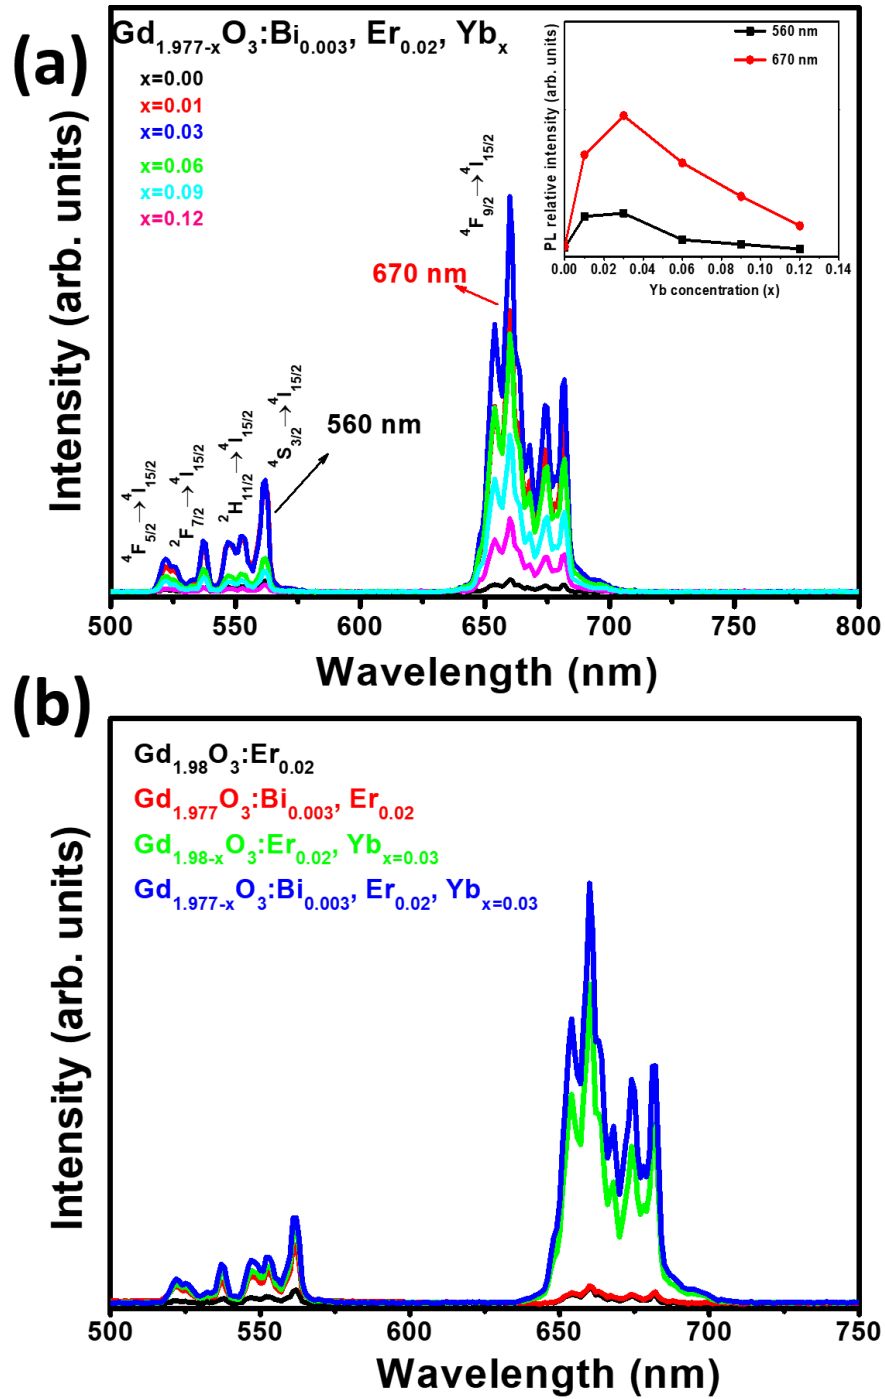 (a)
Gd1.977-xO3:Bi0.003, Er0.02, Ybx
x=0.00
x=0.01
x=0.03
x=0.06
x=0.09
x=0.12
4F5/2→4I15/2
2F7/2→4I15/2
2H11/2→4I15/2
4S3/2→4I15/2
560 nm
4F9/2→4I15/2
670 nm
560 nm
670 nm
PL relative intensity (arb. units)
0.00 0.02 0.04 0.06 0.08 0.10 0.12 0.14
Yb concentration (x)
Intensity (arb. units)
500 550 600 650 700 750 800
Wavelength (nm)
(b)
Gd1.98O3:Er0.02
Gd1.977O3:Bi0.003, Er0.02
Gd1.98-xO3:Er0.02, Ybx=0.03
Gd1.977-xO3:Bi0.003, Er0.02, Ybx=0.03
Intensity (arb. units)
500 550 600 650 700 750
Wavelength (nm)